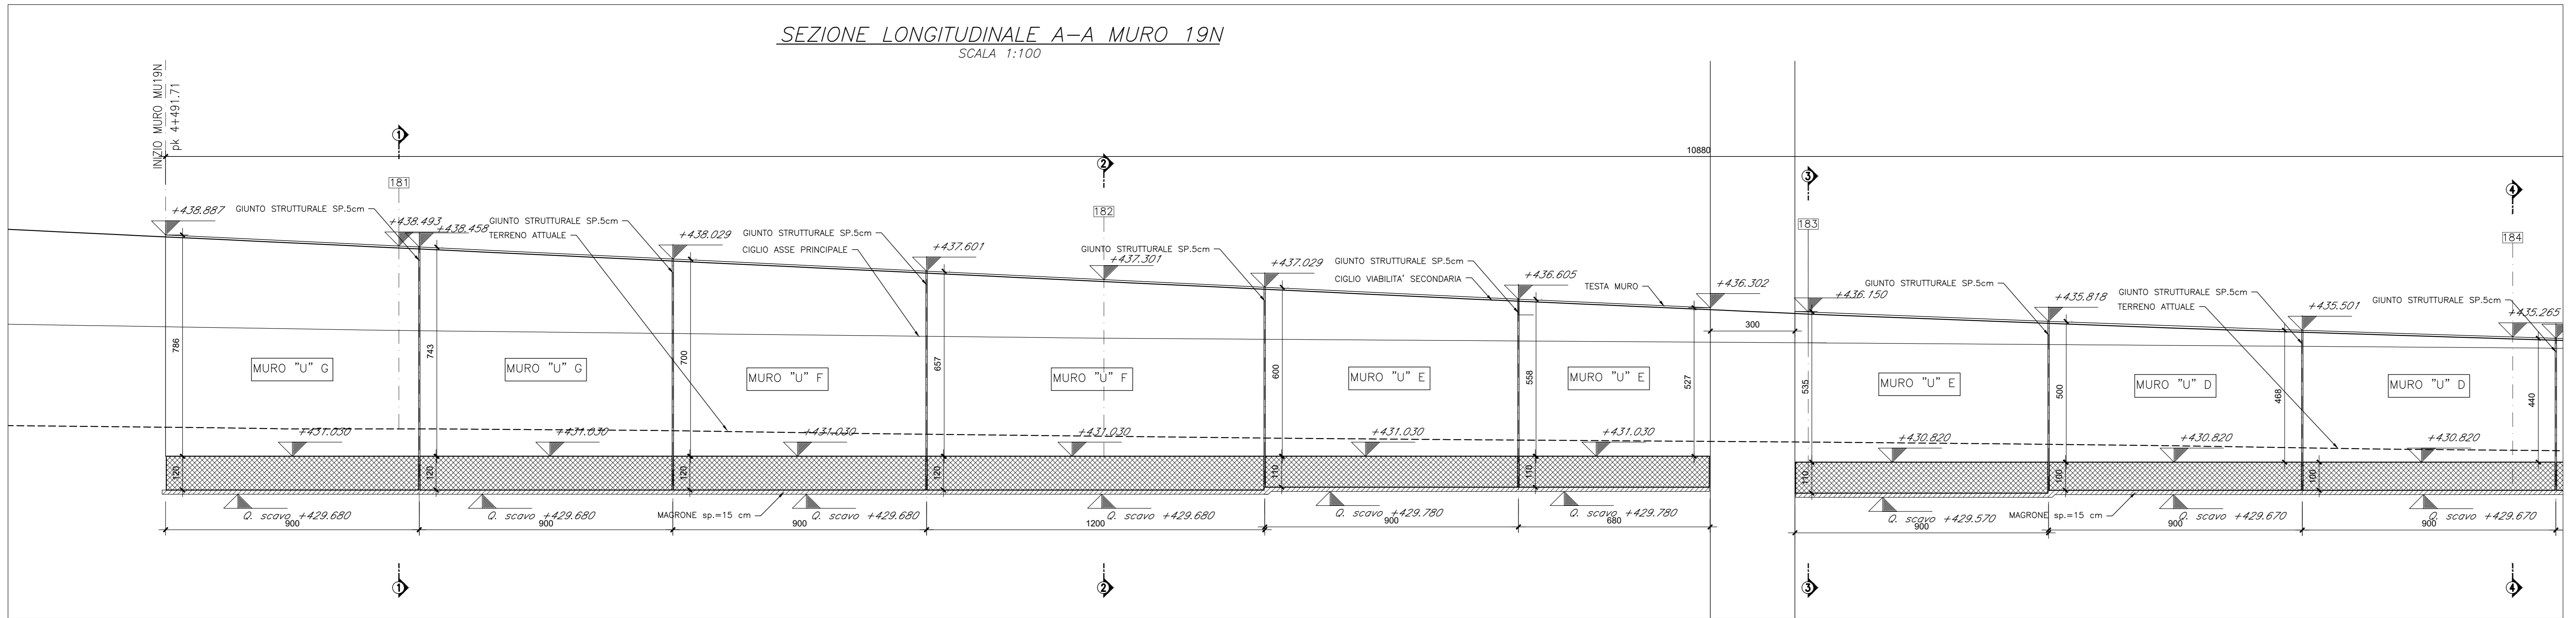 SEZIONE LONGITUDINALE A-A MURO 19N
SCALA 1:100
INIZIO MURO MU19N
pk 4+491.71
1
2
3
4
10880
181
182
183
184
+438.887
GIUNTO STRUTTURALE SP.5cm
+438.493
+438.458
GIUNTO STRUTTURALE SP.5cm
TERRENO ATTUALE
+438.029
GIUNTO STRUTTURALE SP.5cm
CIGLIO ASSE PRINCIPALE
+437.601
GIUNTO STRUTTURALE SP.5cm
+437.301
+437.029
GIUNTO STRUTTURALE SP.5cm
CIGLIO VIABILITA' SECONDARIA
+436.605
TESTA MURO
+436.302
300
+436.150
GIUNTO STRUTTURALE SP.5cm
+435.818
GIUNTO STRUTTURALE SP.5cm
TERRENO ATTUALE
+435.501
GIUNTO STRUTTURALE SP.5cm
+435.265
786
743
700
657
600
558
527
535
500
468
440
MURO "U" G
MURO "U" G
MURO "U" F
MURO "U" F
MURO "U" E
MURO "U" E
MURO "U" E
MURO "U" D
MURO "U" D
+431.030
+431.030
+431.030
+431.030
+431.030
+431.030
+430.820
+430.820
+430.820
120
120
120
120
110
110
110
100
100
Q. scavo +429.680
Q. scavo +429.680
MAGRONE sp.=15 cm
Q. scavo +429.680
Q. scavo +429.680
Q. scavo +429.780
Q. scavo +429.780
Q. scavo +429.570
MAGRONE sp.=15 cm
Q. scavo +429.670
Q. scavo +429.670
900
900
900
1200
900
680
900
900
900
1
2
3
4